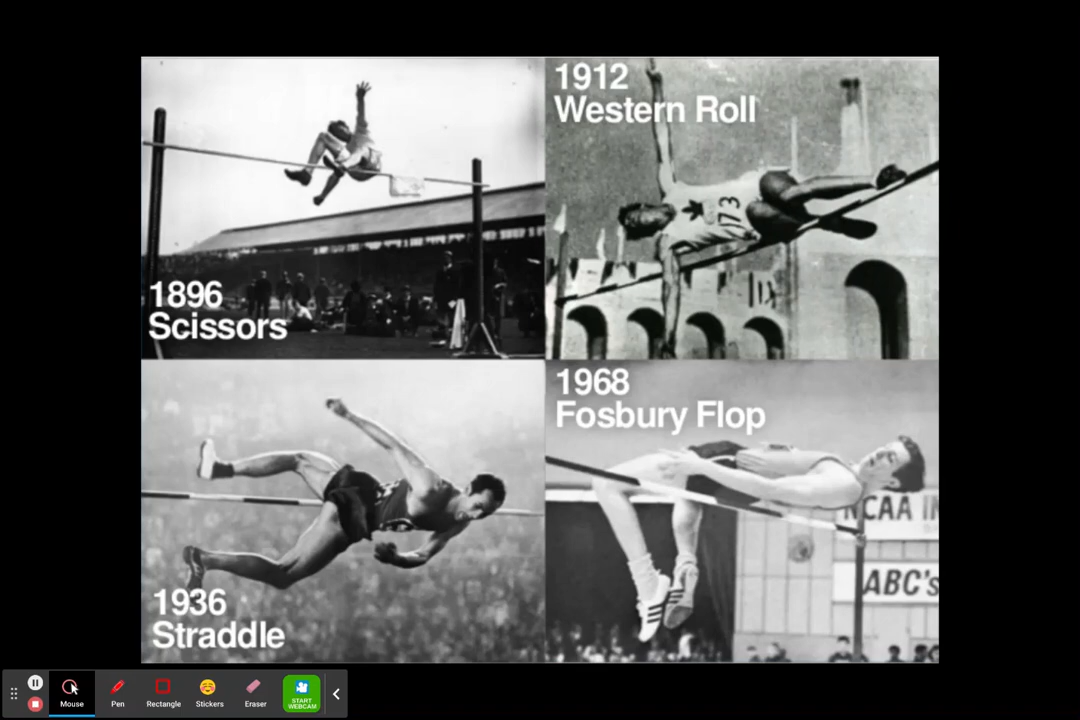 1896
Scissors
1912
Western Roll
173
1936
Straddle
1968
Fosbury Flop
NCAA IN
ABC's
Mouse
Pen
Rectangle
Stickers
Eraser
START
WEBCAM